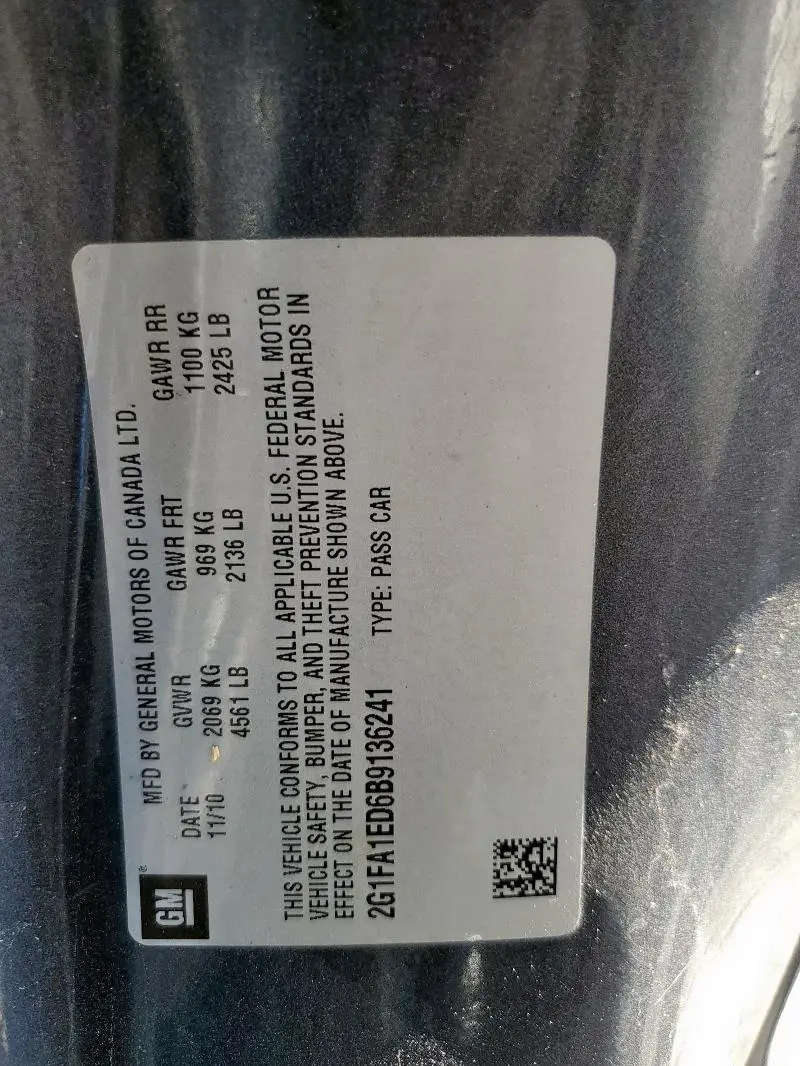 GM ®
MFD BY GENERAL MOTORS OF CANADA LTD.
DATE GVWR GAWR FRT GAWR RR
11/10 2069 KG 969 KG 1100 KG
4561 LB 2136 LB 2425 LB
THIS VEHICLE CONFORMS TO ALL APPLICABLE U.S. FEDERAL MOTOR
VEHICLE SAFETY, BUMPER, AND THEFT PREVENTION STANDARDS IN
EFFECT ON THE DATE OF MANUFACTURE SHOWN ABOVE.
2G1FA1ED6B9136241 TYPE: PASS CAR